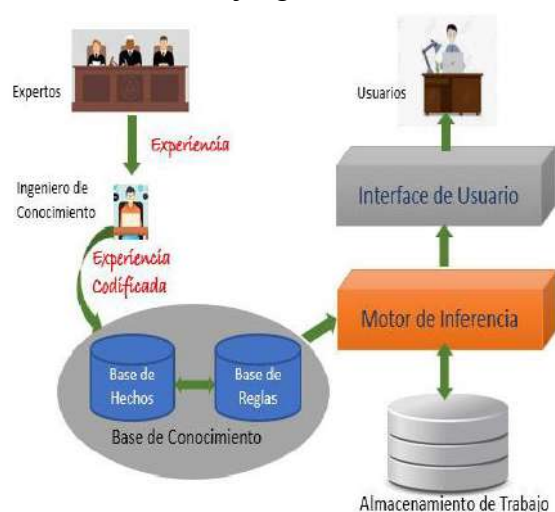 Expertos
Experiencia
Ingeniero de
Conocimiento
Experiencia
Codificada
Base de
Hechos
Base de
Reglas
Base de Conocimiento
Usuarios
Interface de Usuario
Motor de Inferencia
Almacenamiento de Trabajo